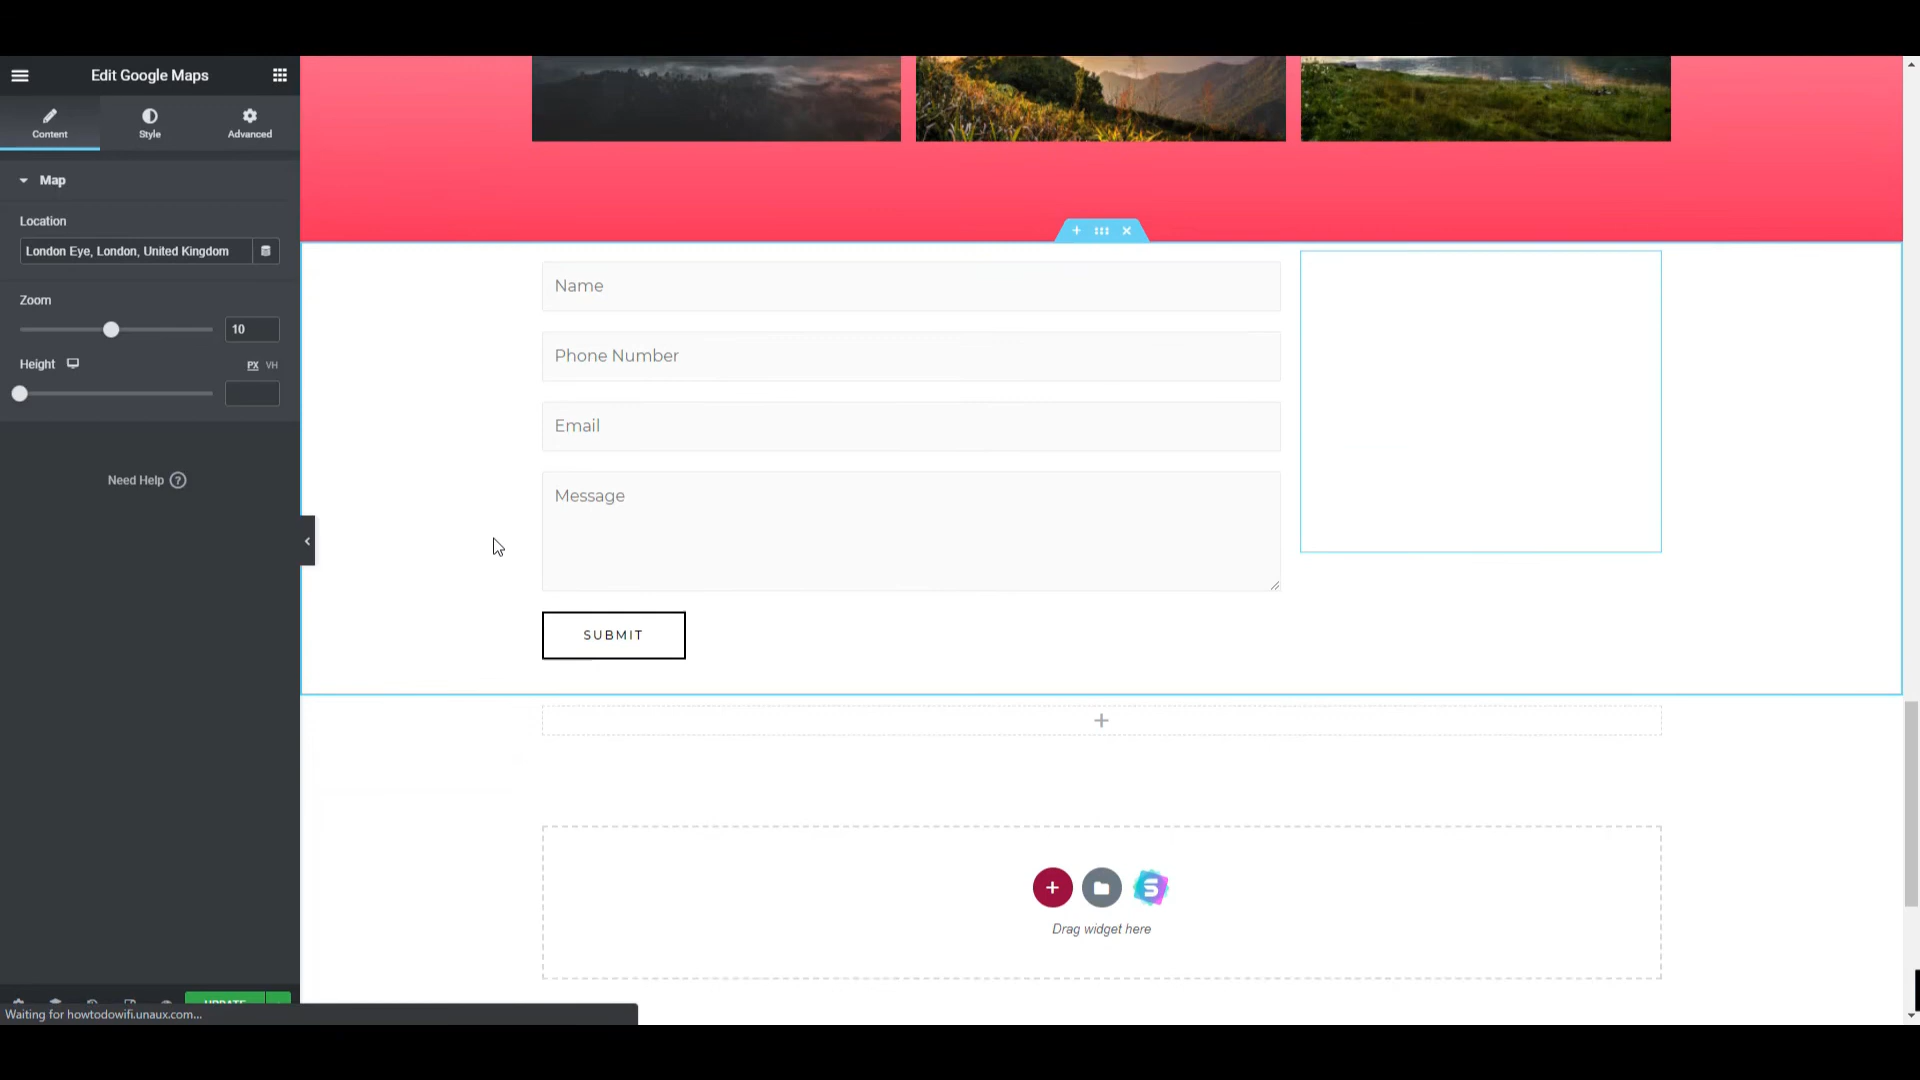 Edit Google Maps
Content
Style
Advanced
Map
Location
London Eye, London, United Kingdom
Zoom
10
Height
PX VH
Need Help ?
UPDATE
Waiting for howtodowifi.unaux.com...
Name
Phone Number
Email
Message
SUBMIT
S
Drag widget here